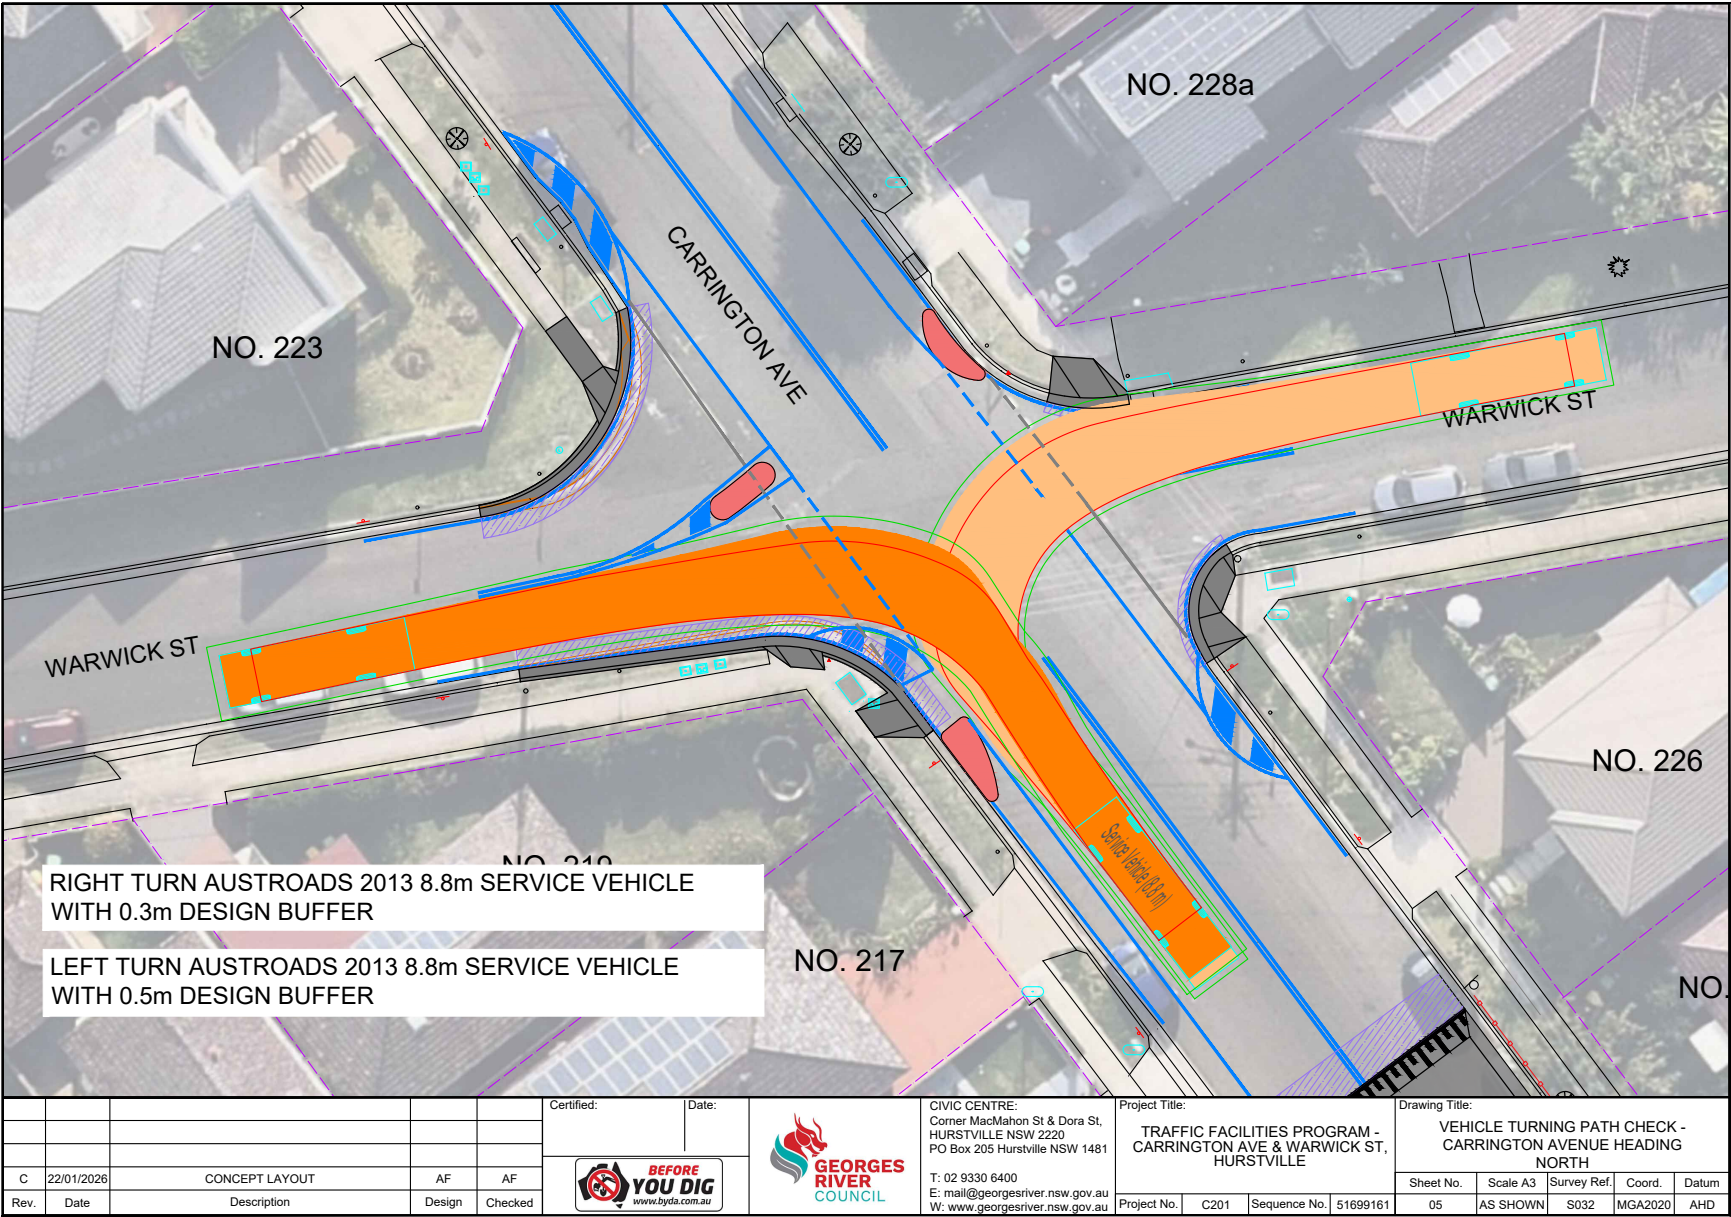 NO. 228a
CARRINGTON AVE
NO. 223
WARWICK ST
WARWICK ST
NO. 226
Service Vehicle (8.8 m)
NO. 219
RIGHT TURN AUSTROADS 2013 8.8m SERVICE VEHICLE
WITH 0.3m DESIGN BUFFER
LEFT TURN AUSTROADS 2013 8.8m SERVICE VEHICLE
WITH 0.5m DESIGN BUFFER
NO. 217
NO.
C 22/01/2026 CONCEPT LAYOUT AF AF
Rev. Date Description Design Checked
Certified: Date:
BEFORE
YOU DIG
www.byda.com.au
GEORGES
RIVER
COUNCIL
CIVIC CENTRE:
Corner MacMahon St & Dora St,
HURSTVILLE NSW 2220
PO Box 205 Hurstville NSW 1481
T: 02 9330 6400
E: mail@georgesriver.nsw.gov.au
W: www.georgesriver.nsw.gov.au
Project Title:
TRAFFIC FACILITIES PROGRAM -
CARRINGTON AVE & WARWICK ST,
HURSTVILLE
Project No. C201 Sequence No. 51699161
Drawing Title:
VEHICLE TURNING PATH CHECK -
CARRINGTON AVENUE HEADING
NORTH
Sheet No. Scale A3 Survey Ref. Coord. Datum
05 AS SHOWN S032 MGA2020 AHD